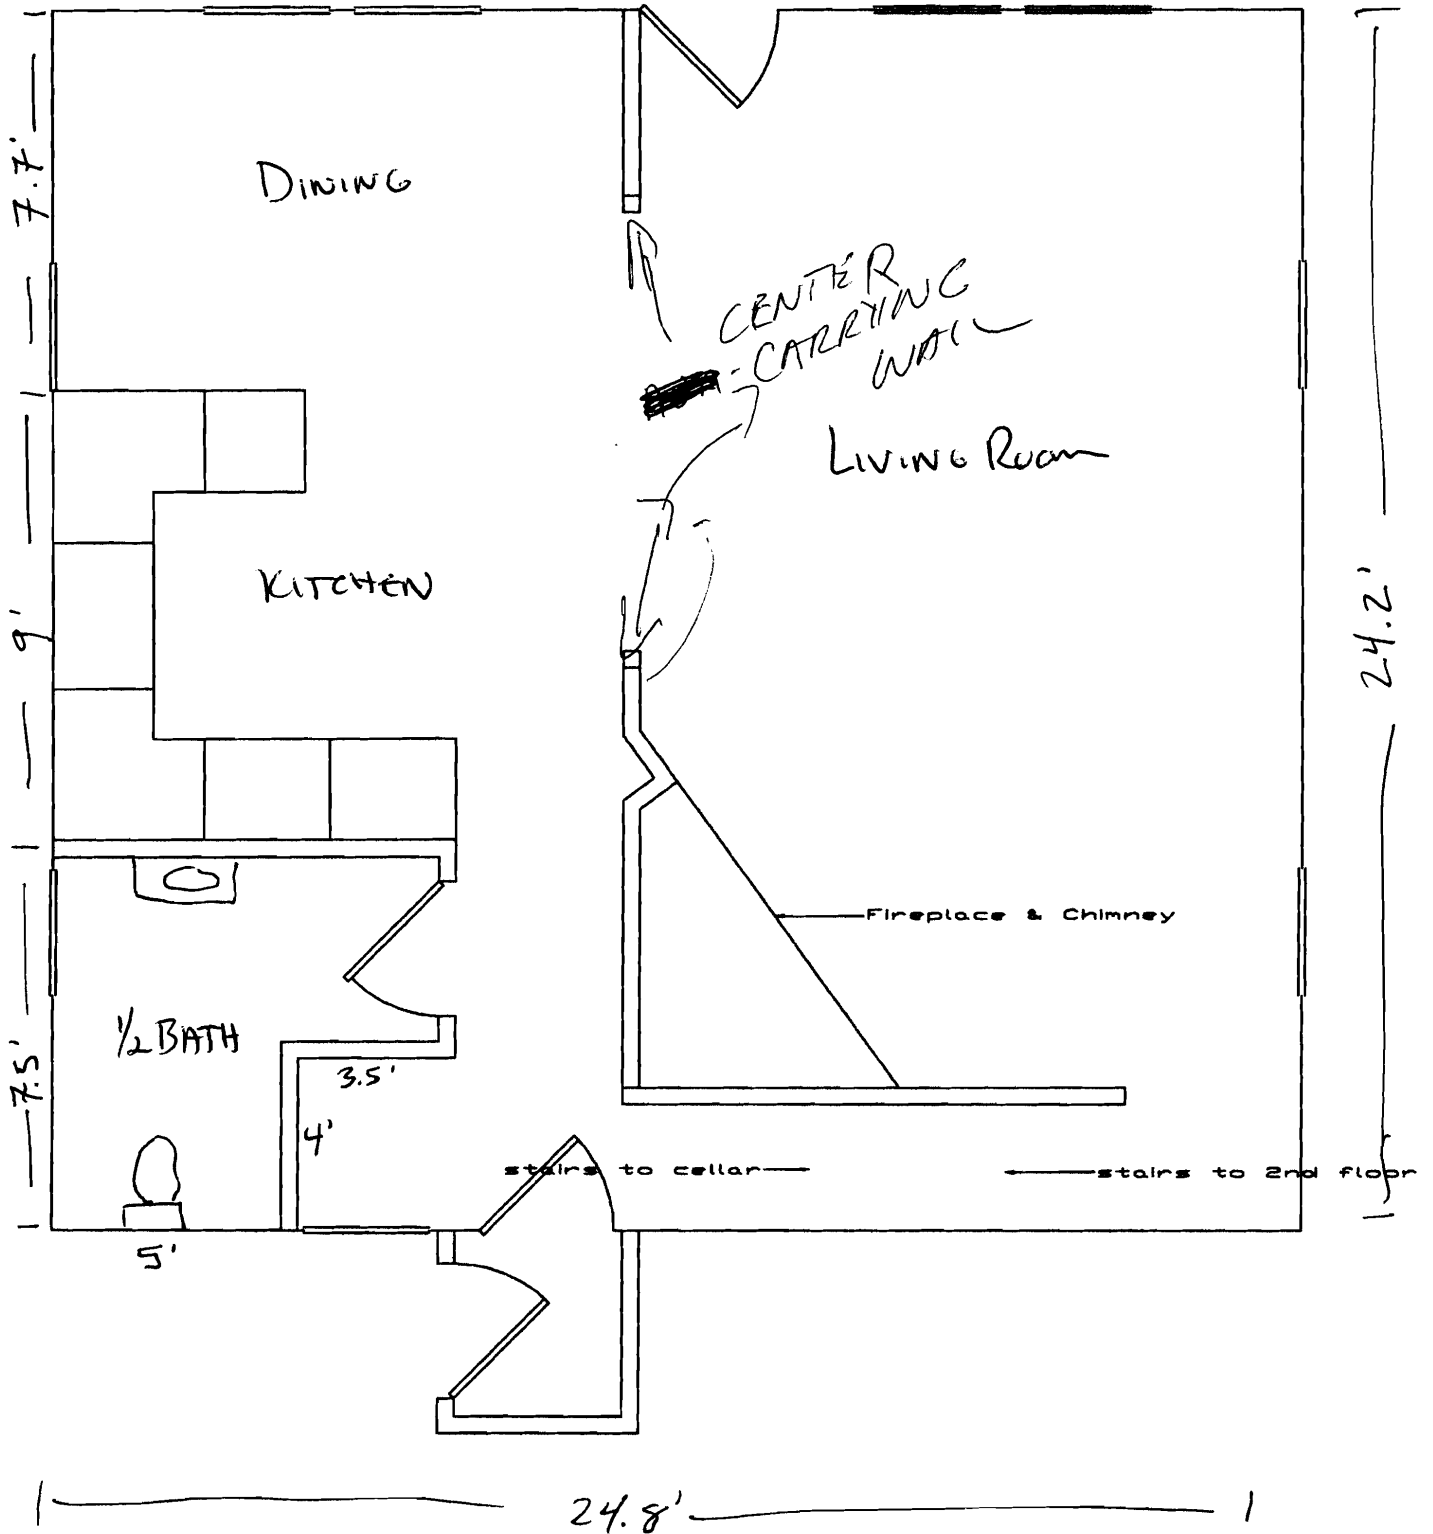 7.7'
DINING
CENTER
-CARRYING
WALL
LIVING ROOM
KITCHEN
9'
24.2'
Fireplace & Chimney
1/2 BATH
7.5'
3.5'
4'
stairs to cellar
stairs to 2nd floor
5'
24.8'